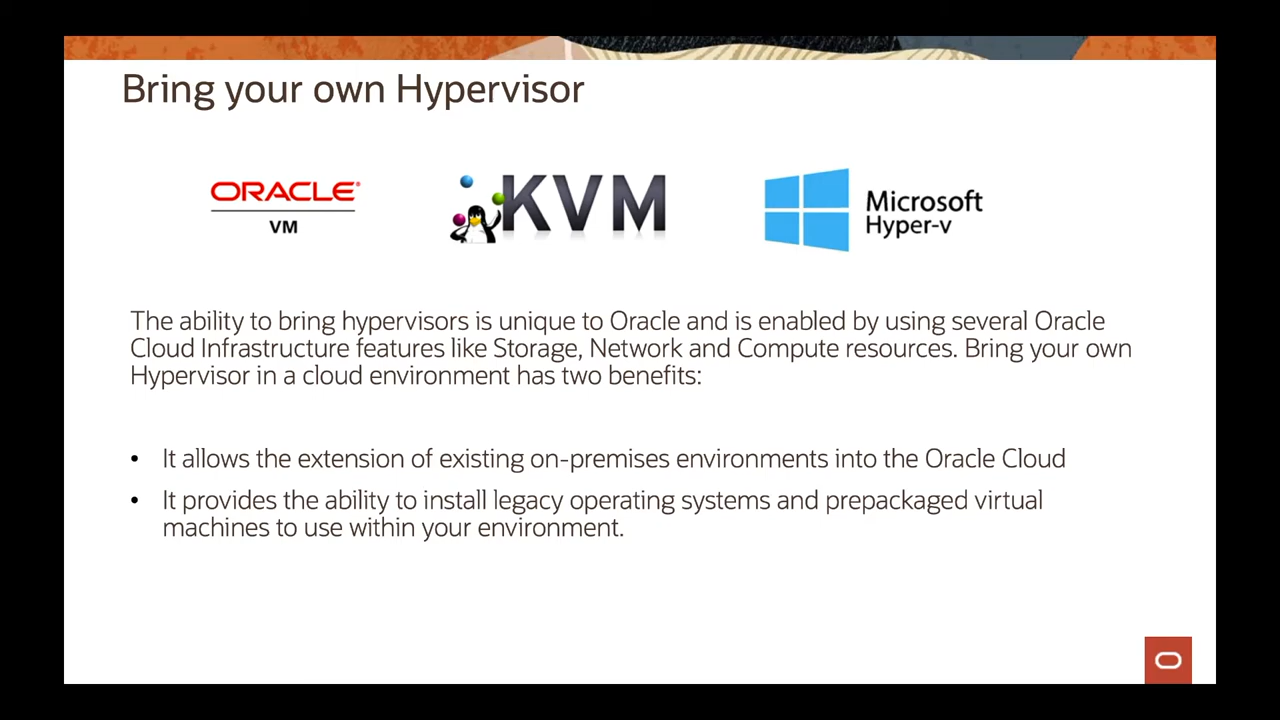 Bring your own Hypervisor
ORACLE®
VM
KVM
Microsoft
Hyper-v
The ability to bring hypervisors is unique to Oracle and is enabled by using several Oracle
Cloud Infrastructure features like Storage, Network and Compute resources. Bring your own
Hypervisor in a cloud environment has two benefits:
• It allows the extension of existing on-premises environments into the Oracle Cloud
• It provides the ability to install legacy operating systems and prepackaged virtual
machines to use within your environment.